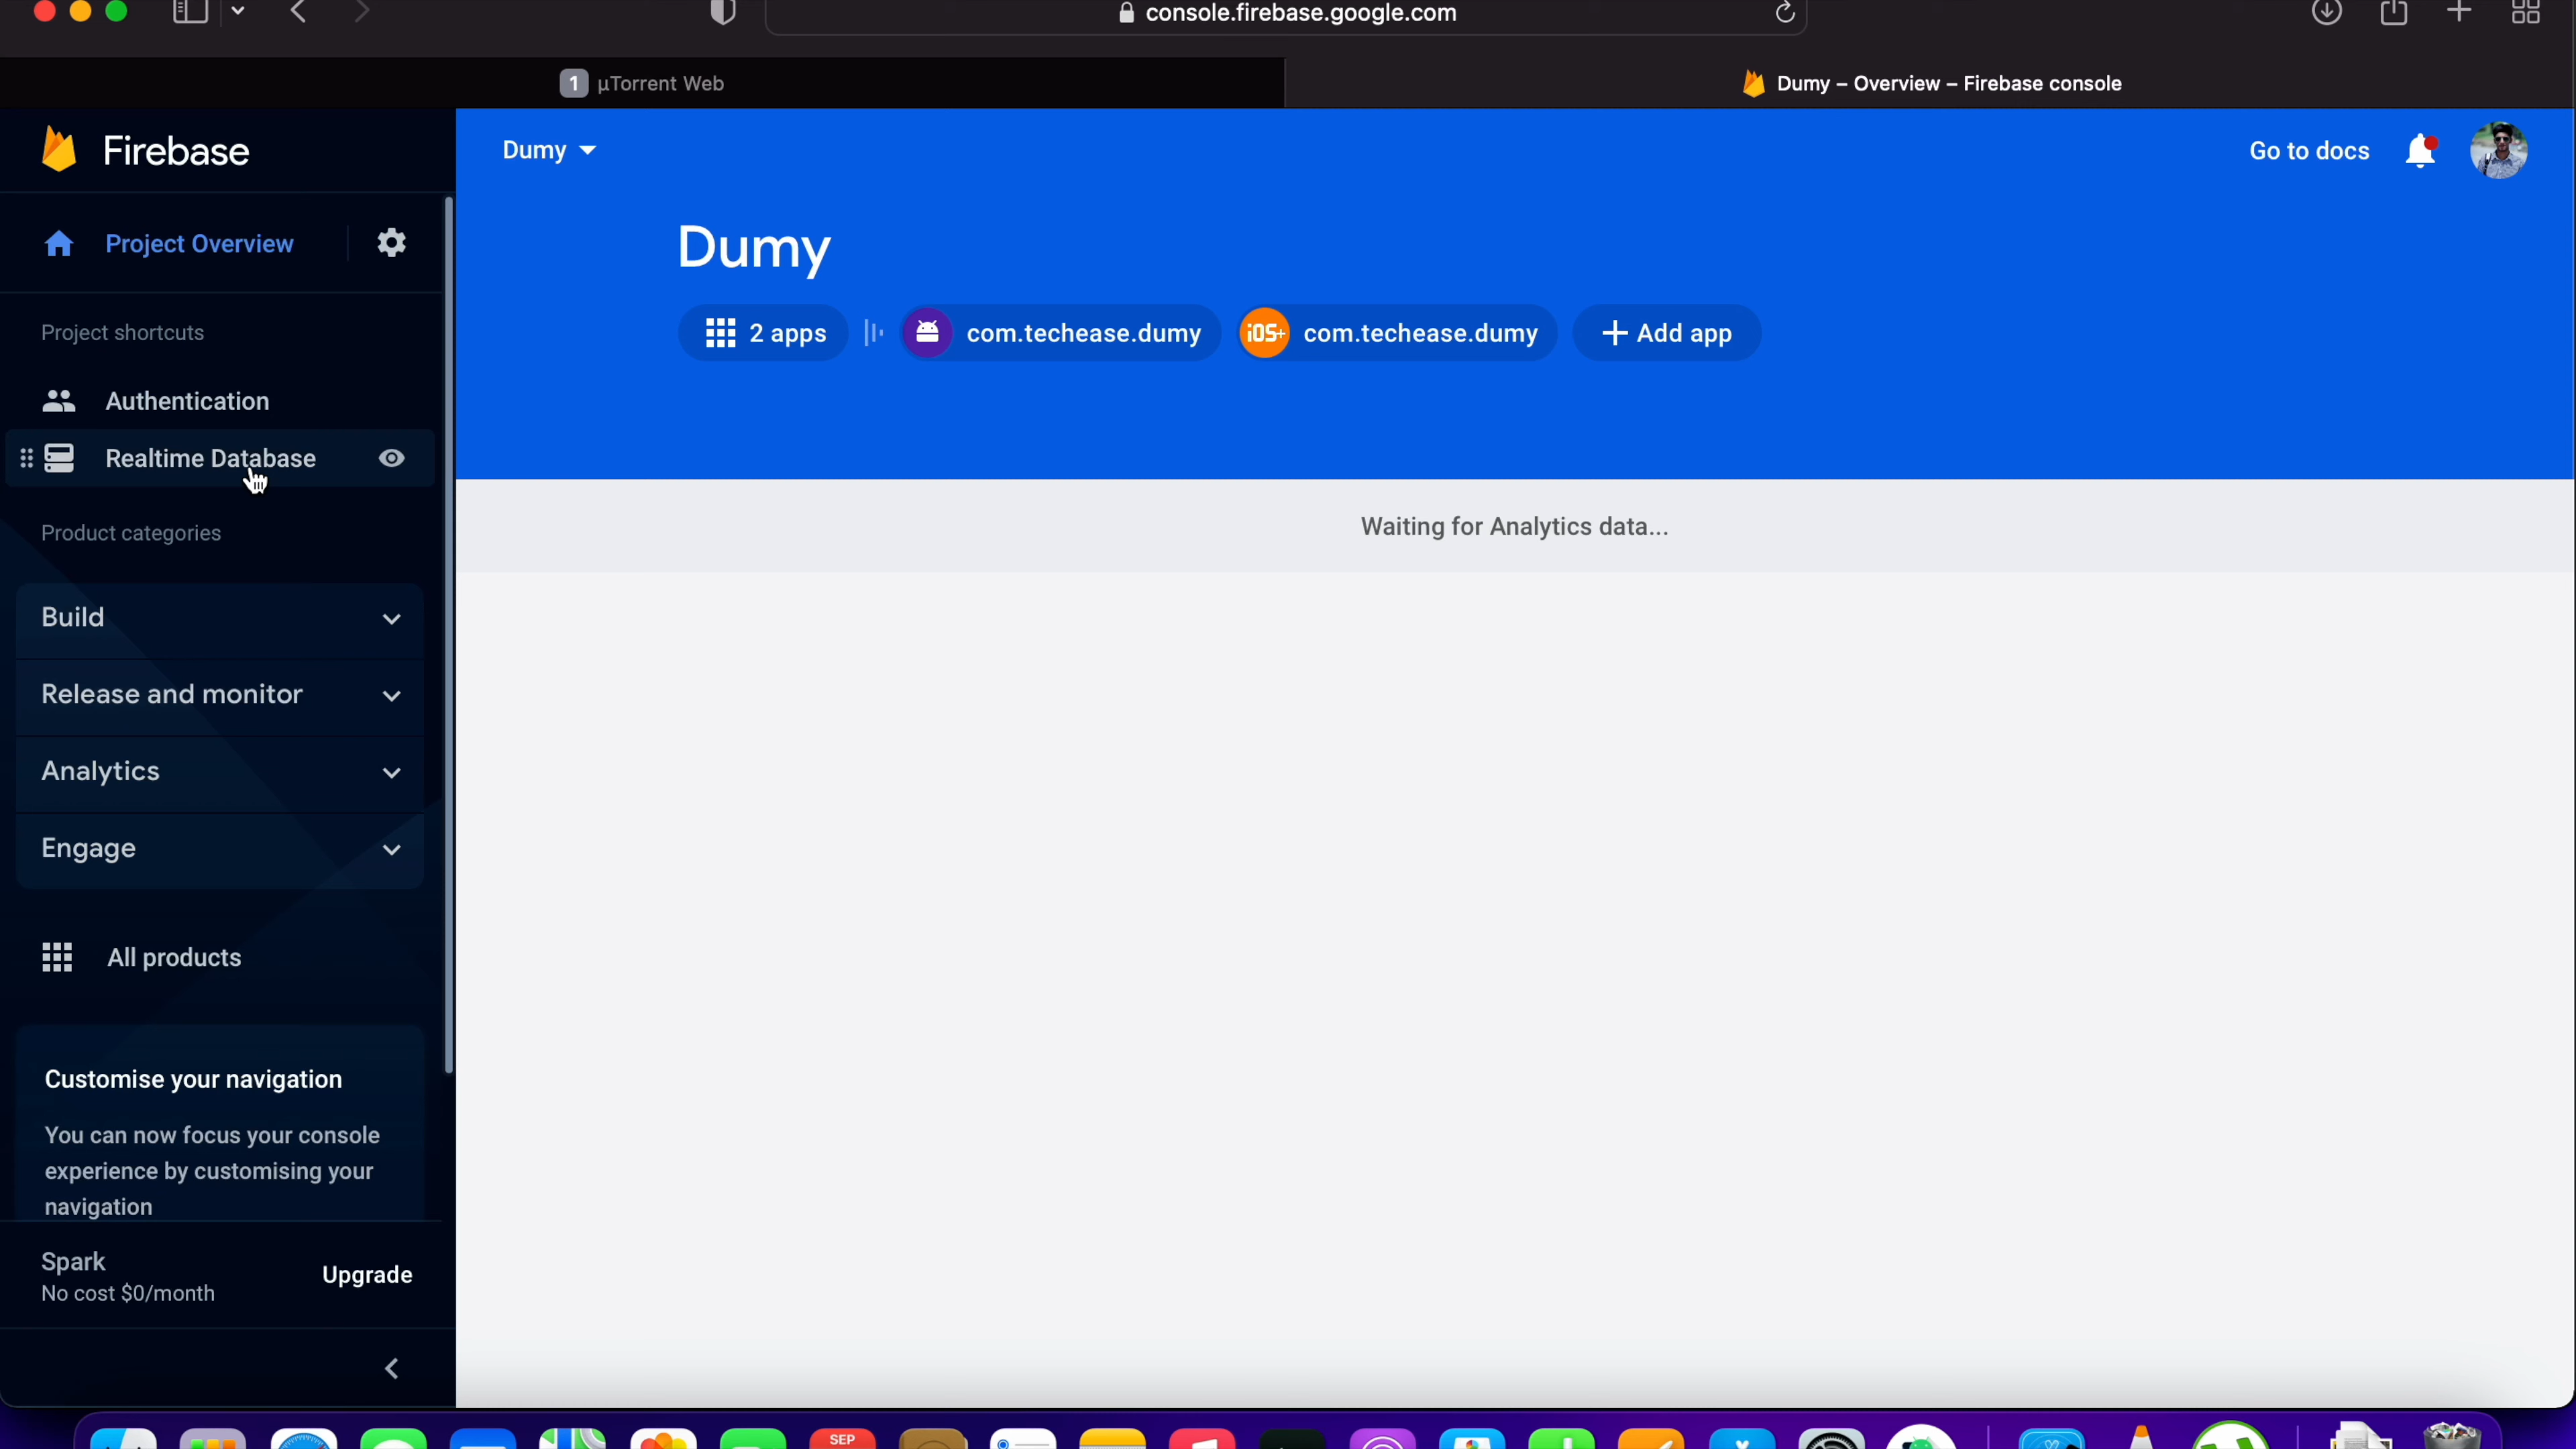 console.firebase.google.com
1 µTorrent Web
Dumy – Overview – Firebase console
Firebase
Dumy
Go to docs
Project Overview
Dumy
2 apps
com.techease.dumy
iOS+ com.techease.dumy
+ Add app
Project shortcuts
Authentication
Realtime Database
Waiting for Analytics data...
Product categories
Build
Release and monitor
Analytics
Engage
All products
Customise your navigation
You can now focus your console
experience by customising your
navigation
Spark
No cost $0/month
Upgrade
SEP